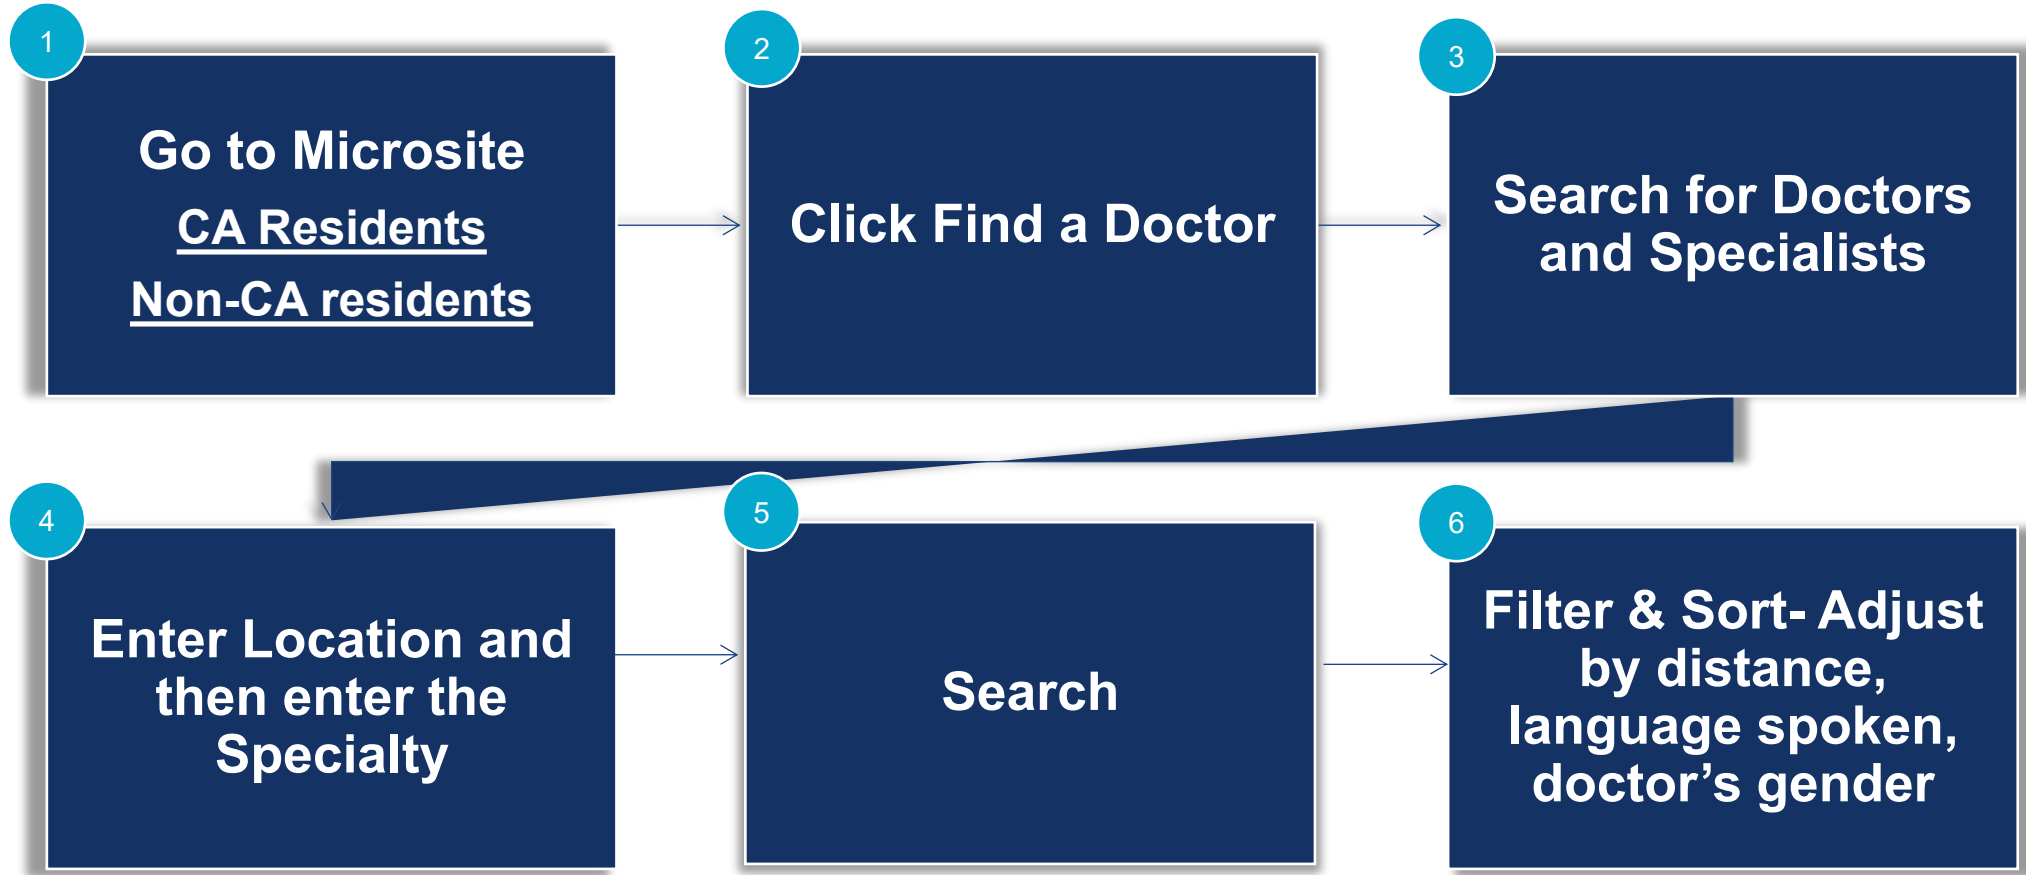 1
Go to Microsite
CA Residents
Non-CA residents
2
Click Find a Doctor
3
Search for Doctors
and Specialists
4
Enter Location and
then enter the
Specialty
5
Search
6
Filter & Sort- Adjust
by distance,
language spoken,
doctor’s gender